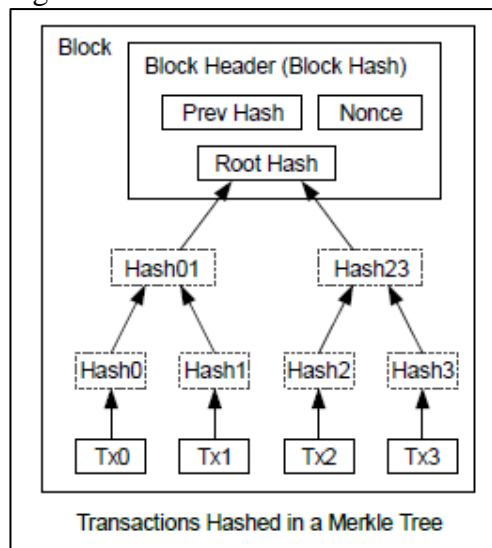 Block
Block Header (Block Hash)
Prev Hash
Nonce
Root Hash
Hash01
Hash23
Hash0
Hash1
Hash2
Hash3
Tx0
Tx1
Tx2
Tx3
Transactions Hashed in a Merkle Tree